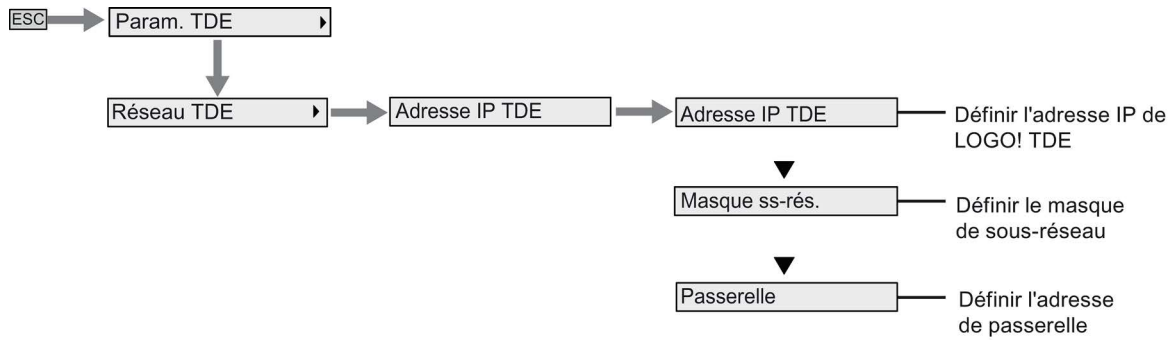 ESC
Param. TDE
Réseau TDE
Adresse IP TDE
Adresse IP TDE
Définir l'adresse IP de
LOGO! TDE
Masque ss-rés.
Définir le masque
de sous-réseau
Passerelle
Définir l'adresse
de passerelle